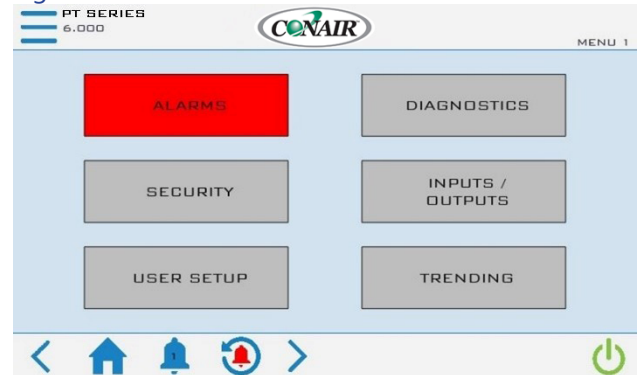 PT SERIES
6.000
CONAIR
MENU 1
ALARMS
DIAGNOSTICS
SECURITY
INPUTS /
OUTPUTS
USER SETUP
TRENDING
1